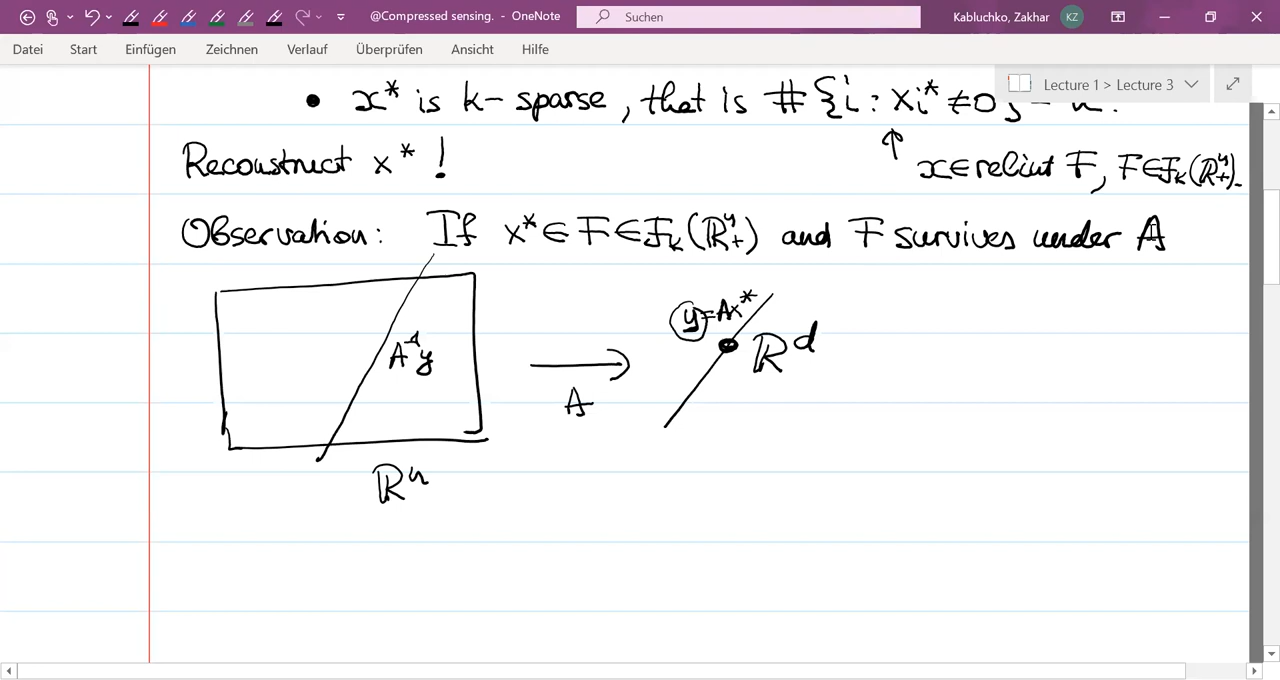 @Compressed sensing. - OneNote
Suchen
Kabluchko, Zakhar
KZ
Datei Start Einfügen Zeichnen Verlauf Überprüfen Ansicht Hilfe
Lecture 1 > Lecture 3
• x* is k-sparse, that is #{i : xi* ≠ 0} = k.
Reconstruct x* !
↑
x ∈ relint F, F ∈ Fk(ℝ₊ⁿ)
Observation: If x* ∈ F ∈ Fk(ℝ₊ⁿ) and F survives under A
y = Ax*
A⁻¹y
ℝᵈ
A
ℝⁿ